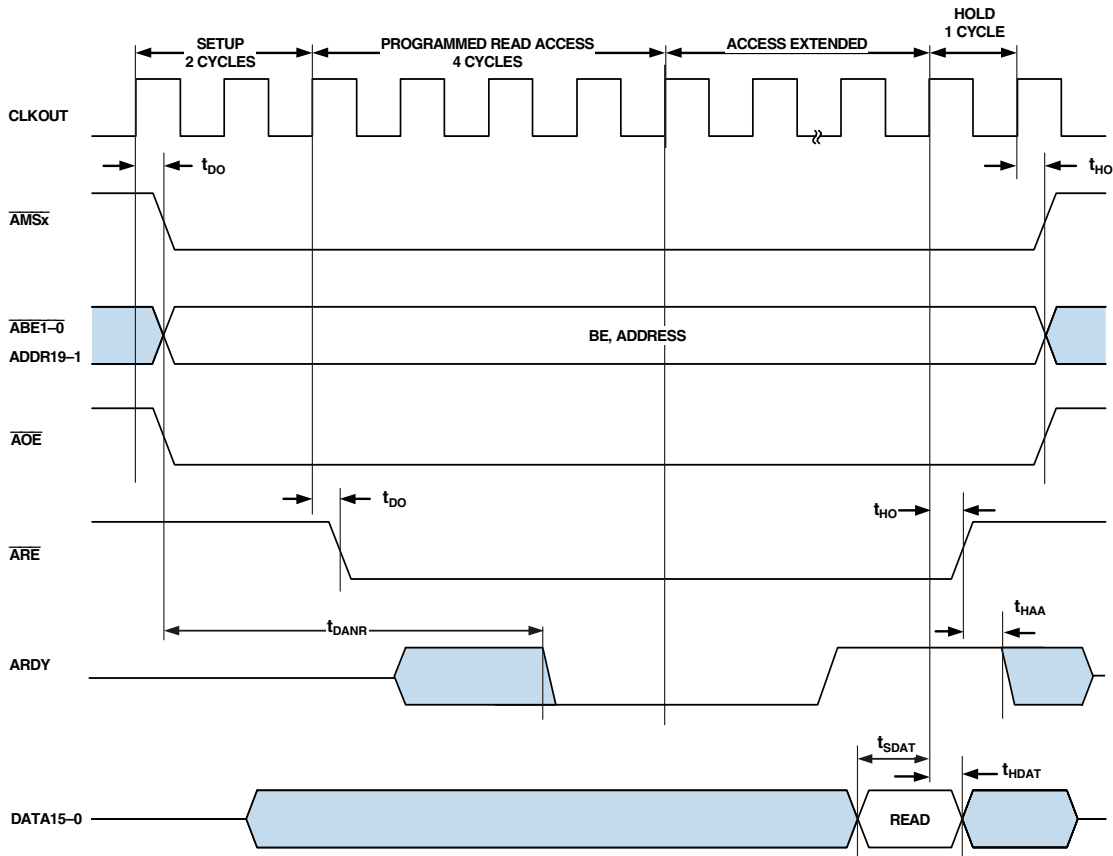 SETUP
2 CYCLES
PROGRAMMED READ ACCESS
4 CYCLES
ACCESS EXTENDED
HOLD
1 CYCLE
CLKOUT
tDO
tHO
AMSx
ABE1–0
ADDR19–1
BE, ADDRESS
AOE
tDO
tHO
ARE
tDANR
tHAA
ARDY
tSDAT
tHDAT
DATA15–0
READ